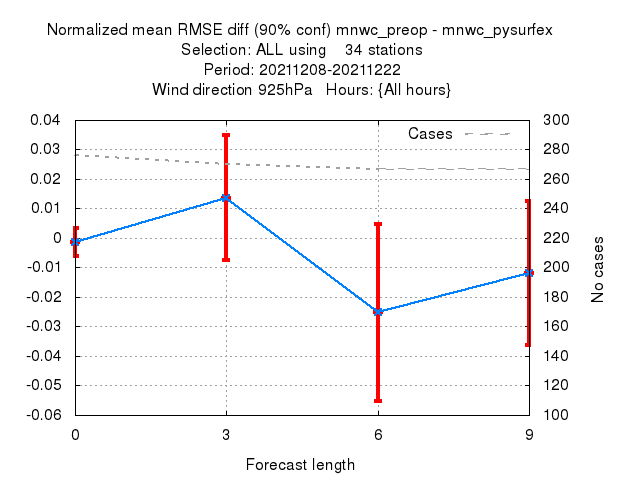 Normalized mean RMSE diff (90% conf) mnwc_preop - mnwc_pysurfex
Selection: ALL using 34 stations
Period: 20211208-20211222
Wind direction 925hPa Hours: {All hours}
0.04
0.03
0.02
0.01
0
-0.01
-0.02
-0.03
-0.04
-0.05
-0.06
300
280
260
240
220
200
180
160
140
120
100
Cases
No cases
0 3 6 9
Forecast length